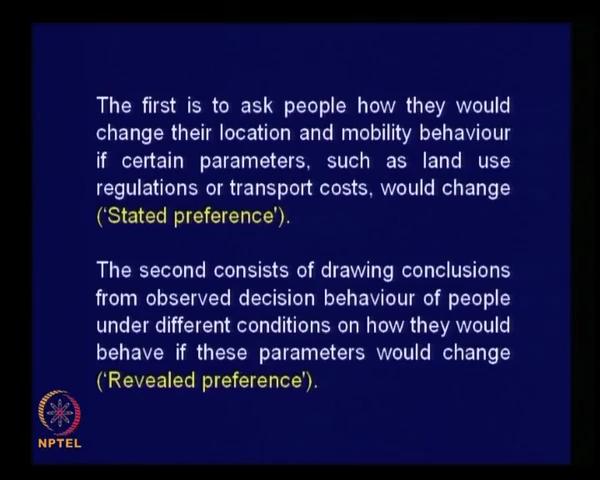 The first is to ask people how they would
change their location and mobility behaviour
if certain parameters, such as land use
regulations or transport costs, would change
('Stated preference').
The second consists of drawing conclusions
from observed decision behaviour of people
under different conditions on how they would
behave if these parameters would change
('Revealed preference').
NPTEL